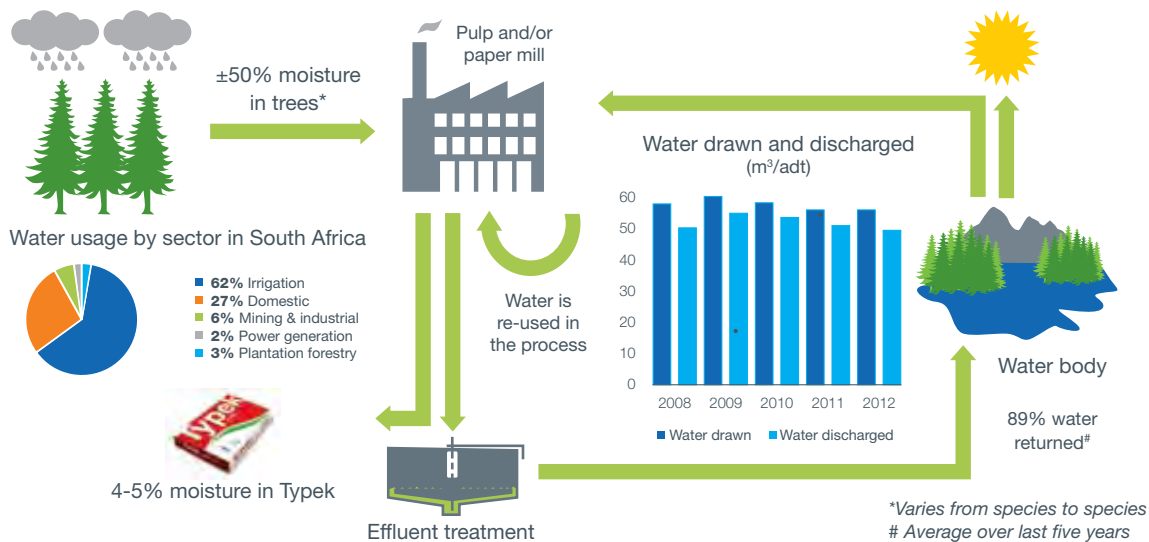 ±50% moisture
in trees*
Pulp and/or
paper mill
Water usage by sector in South Africa
62% Irrigation
27% Domestic
6% Mining & industrial
2% Power generation
3% Plantation forestry
Typek
4-5% moisture in Typek
Water is
re-used in
the process
Effluent treatment
Water drawn and discharged
(m³/adt)
60
50
40
30
20
10
0
2008 2009 2010 2011 2012
Water drawn Water discharged
Water body
89% water
returned#
*Varies from species to species
# Average over last five years